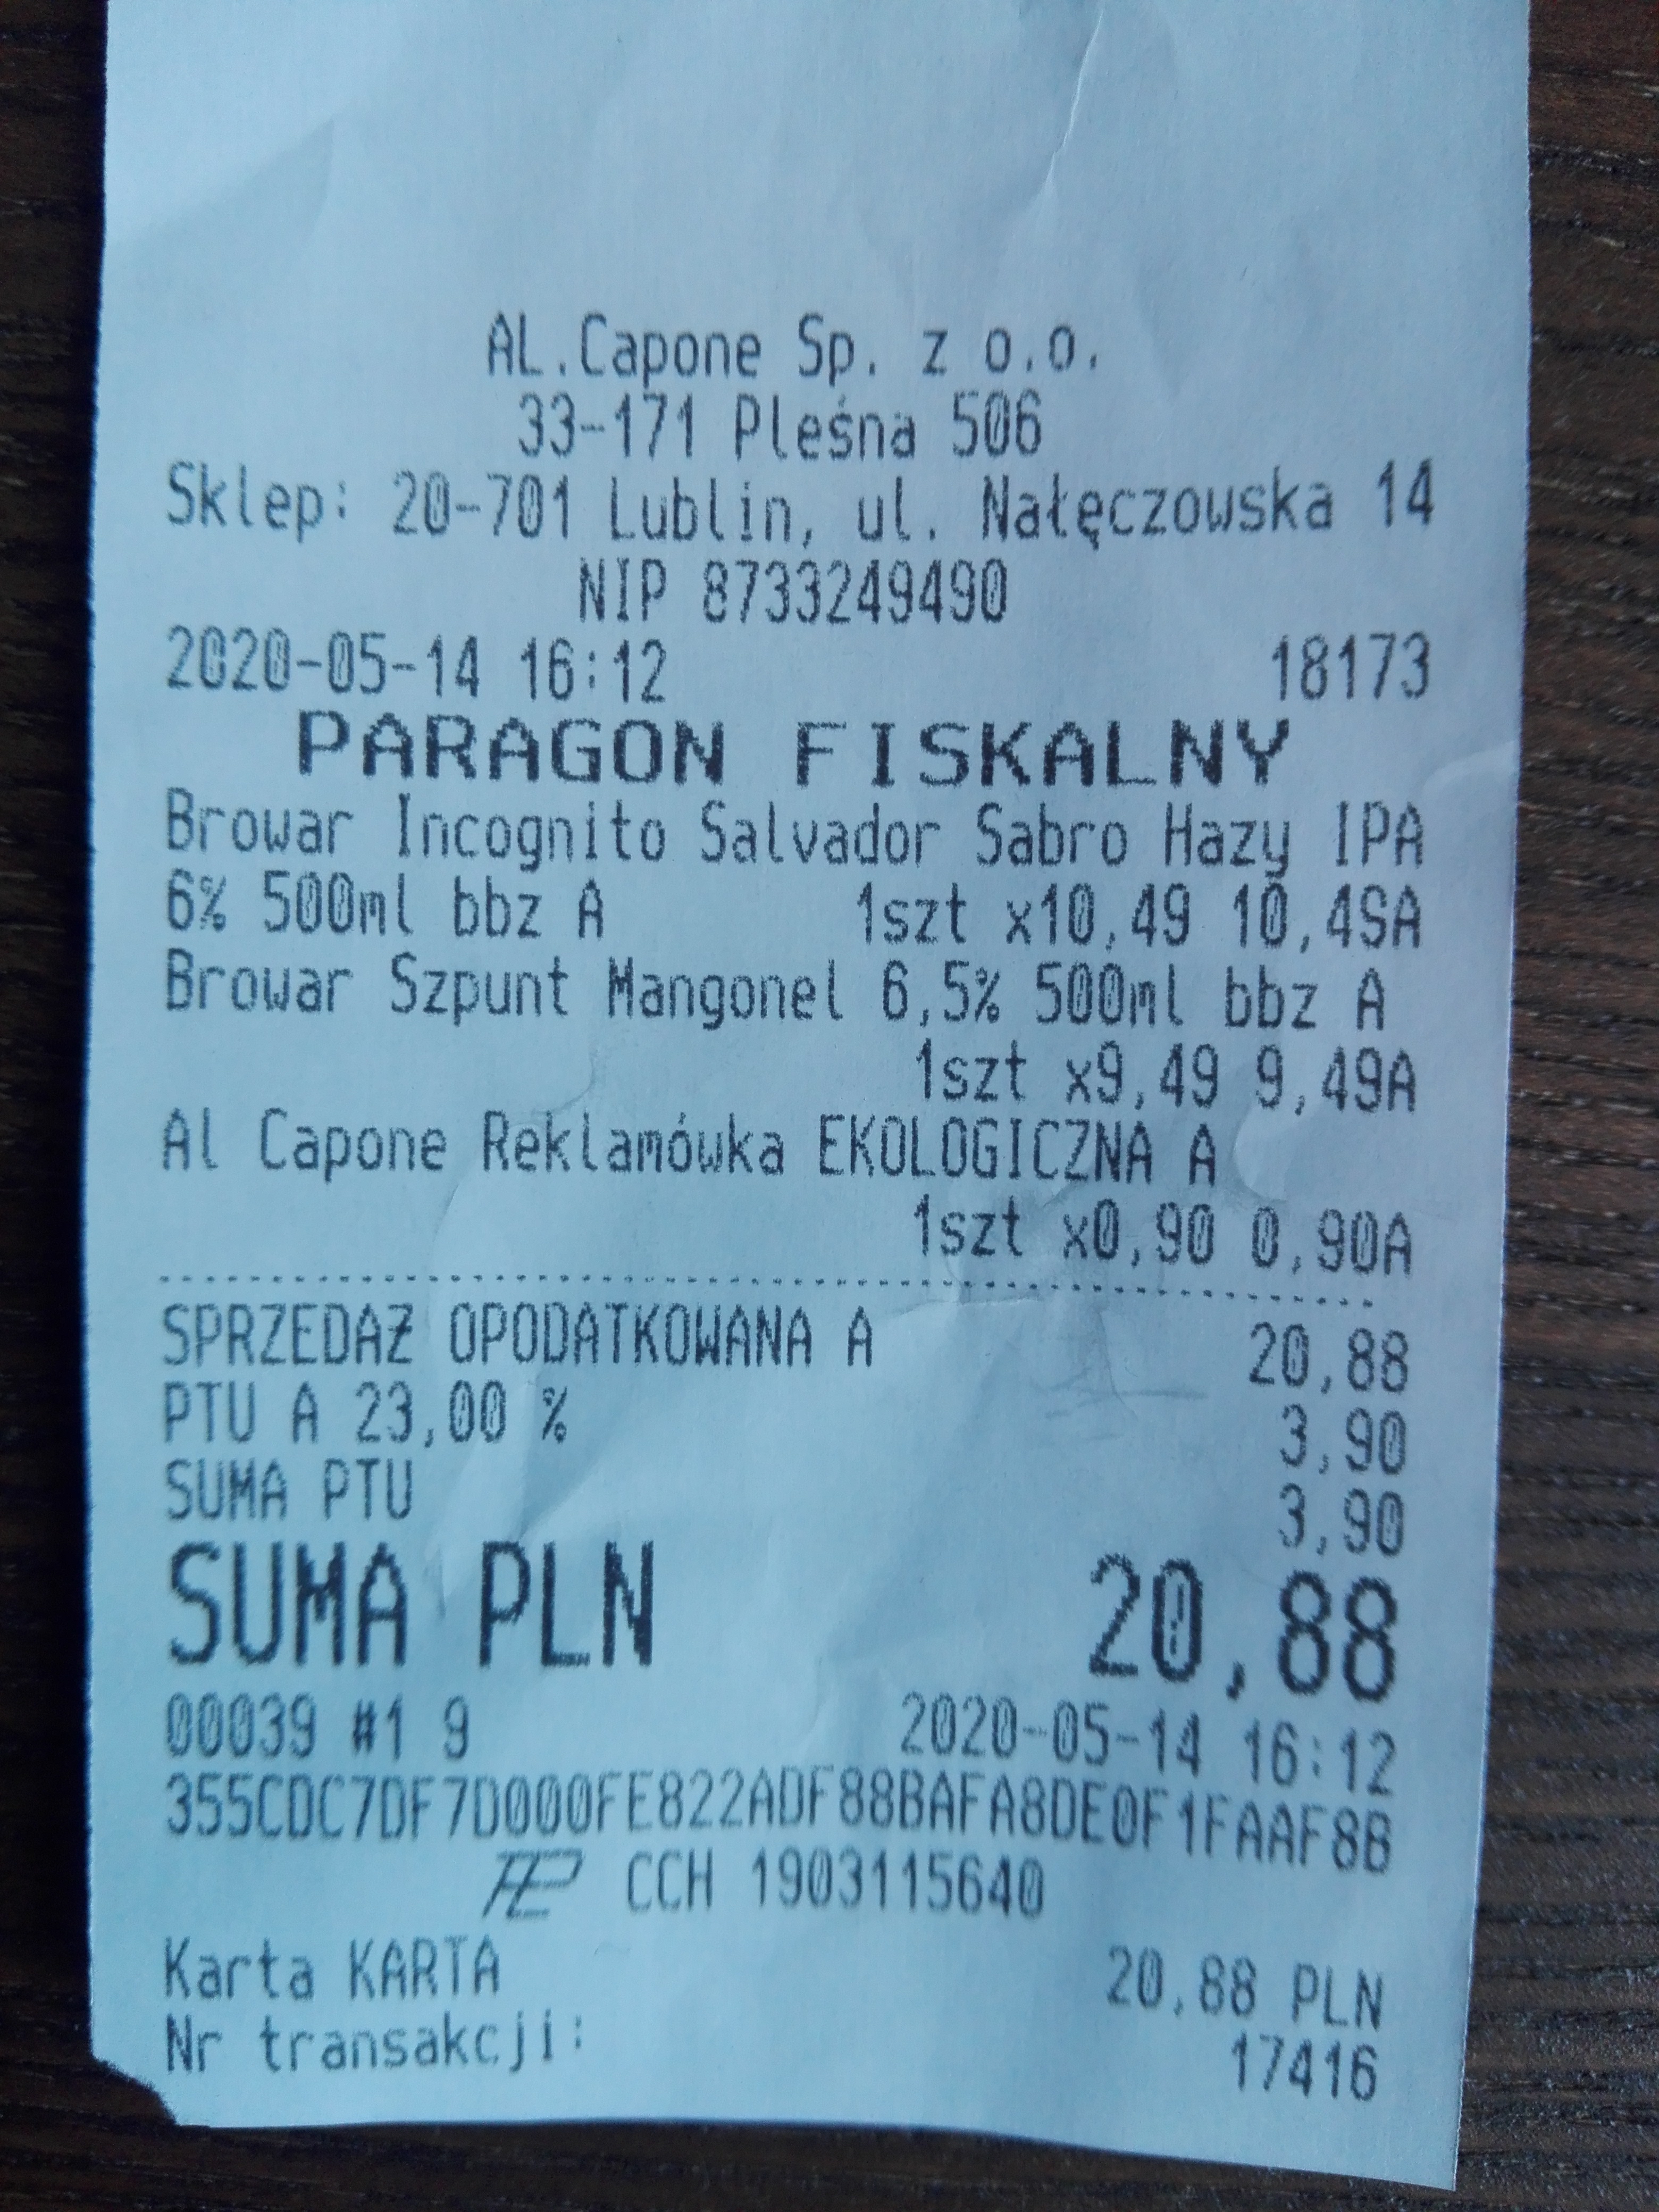 AL.Capone Sp. z o.o.
33-171 Pleśna 506
Sklep: 20-701 Lublin, ul. Nałęczowska 14
NIP 8733249490
2020-05-14 16:12 18173
PARAGON FISKALNY
Browar Incognito Salvador Sabro Hazy IPA
6% 500ml bbz A 1szt x10,49 10,49A
Browar Szpunt Mangonel 6,5% 500ml bbz A
1szt x9,49 9,49A
Al Capone Reklamówka EKOLOGICZNA A
1szt x0,90 0,90A
SPRZEDAŻ OPODATKOWANA A 20,88
PTU A 23,00 % 3,90
SUMA PTU 3,90
SUMA PLN 20,88
00039 #1 9 2020-05-14 16:12
355CDC7DF7D000FE822ADF88BAFA8DE0F1FAAF8B
CCH 1903115640
Karta KARTA 20,88 PLN
Nr transakcji: 17416